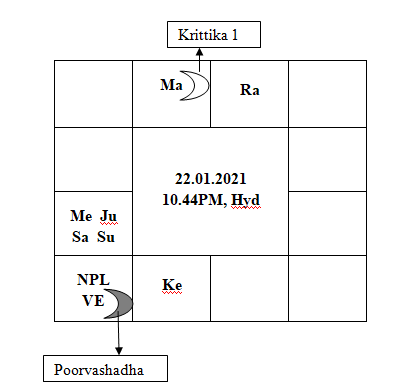 Krittika 1
Ma
Ra
22.01.2021
10.44PM, Hyd
Me Ju
Sa Su
NPL
VE
Ke
Poorvashadha